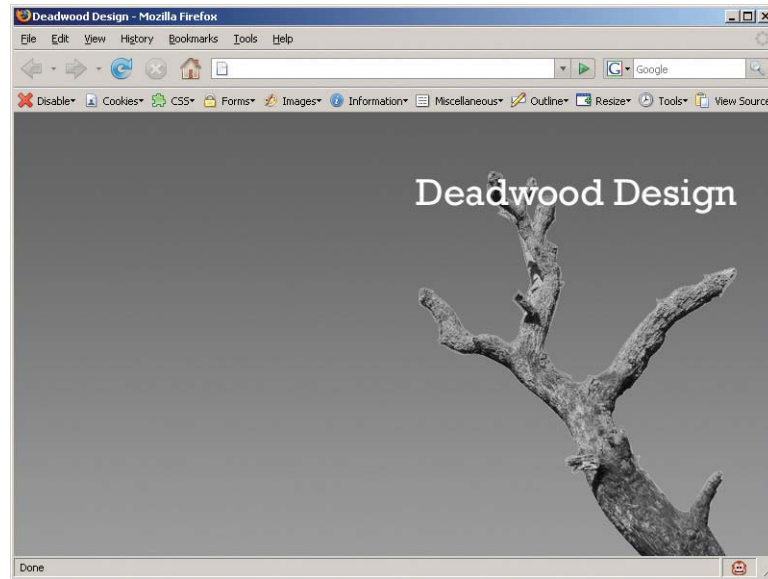 Deadwood Design - Mozilla Firefox
File Edit View History Bookmarks Tools Help
G Google
Disable Cookies CSS Forms Images Information Miscellaneous Outline Resize Tools View Source
Deadwood Design
Done